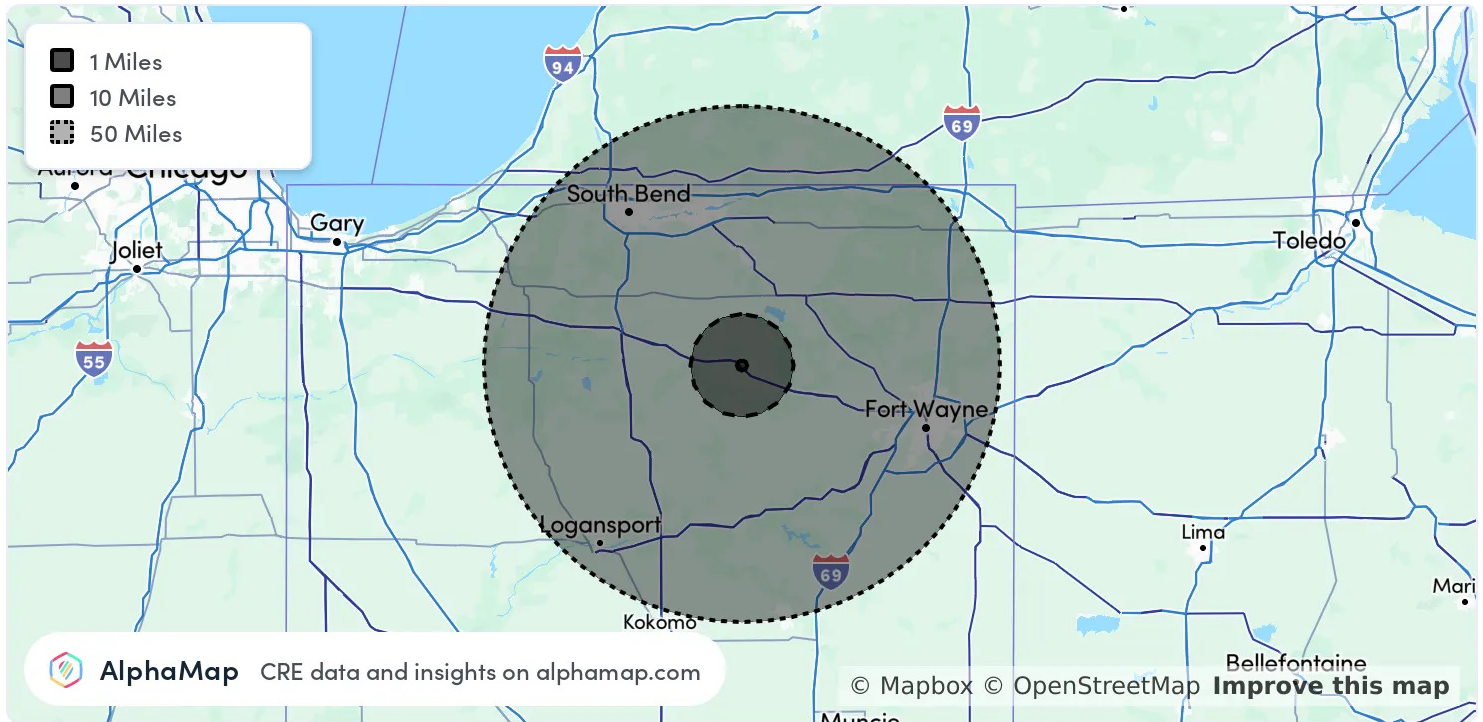 1 Miles
10 Miles
50 Miles
94
69
Aurora
Chicago
South Bend
Gary
Toledo
Joliet
55
Fort Wayne
Logansport
Lima
69
Mari
Kokomo
AlphaMap CRE data and insights on alphamap.com
Bellefontaine
© Mapbox © OpenStreetMap Improve this map
Muncie